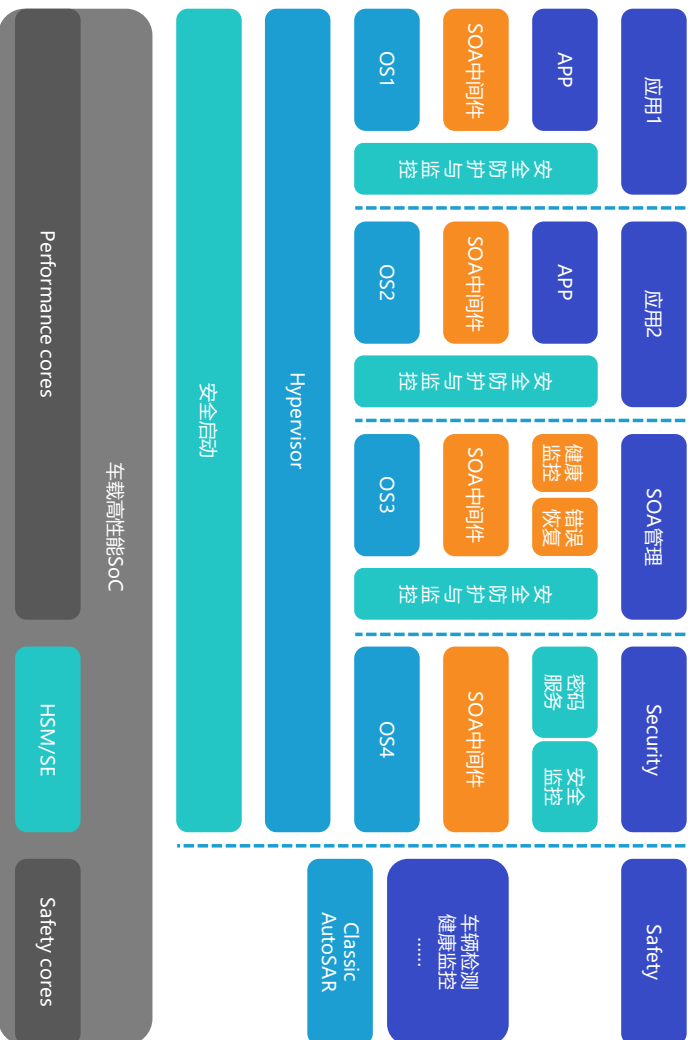 应用1
应用2
SOA管理
Security
Safety
APP
APP
健康
监控
错误
恢复
密码
服务
安全
监控
SOA中间件
SOA中间件
SOA中间件
SOA中间件
车辆检测
健康监控
......
OS1
安全防护与监控
OS2
安全防护与监控
OS3
安全防护与监控
OS4
Classic
AutoSAR
Hypervisor
安全启动
车载高性能SoC
Performance cores
HSM/SE
Safety cores